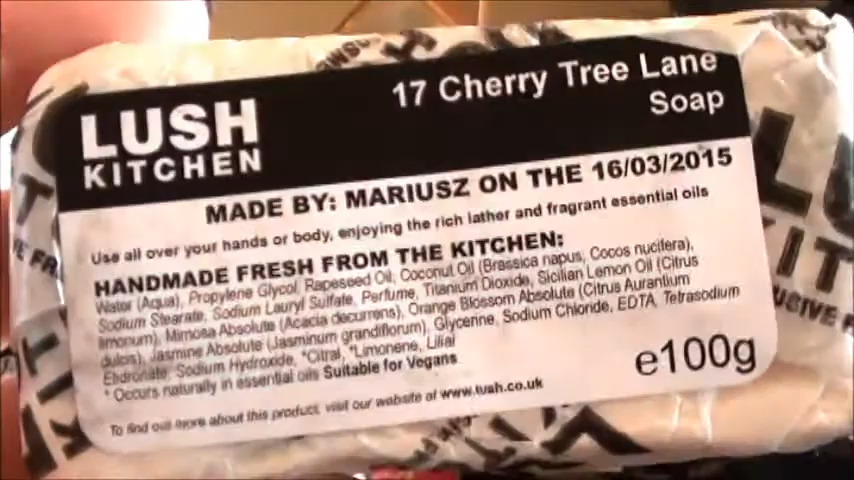 LUSH
KITCHEN
17 Cherry Tree Lane
Soap
MADE BY: MARIUSZ ON THE 16/03/2015
Use all over your hands or body, enjoying the rich lather and fragrant essential oils
HANDMADE FRESH FROM THE KITCHEN:
Water (Aqua), Propylene Glycol, Rapeseed Oil, Coconut Oil (Brassica napus, Cocos nucifera),
Sodium Stearate, Sodium Lauryl Sulfate, Perfume, Titanium Dioxide, Sicilian Lemon Oil (Citrus
limonum), Mimosa Absolute (Acacia decurrens), Orange Blossom Absolute (Citrus Aurantium
dulcis), Jasmine Absolute (Jasminum grandiflorum), Glycerine, Sodium Chloride, EDTA, Tetrasodium
Etidronate, Sodium Hydroxide, *Citral, *Limonene, Lilial
* Occurs naturally in essential oils Suitable for Vegans
e100g
To find out more about this product, visit our website at www.lush.co.uk